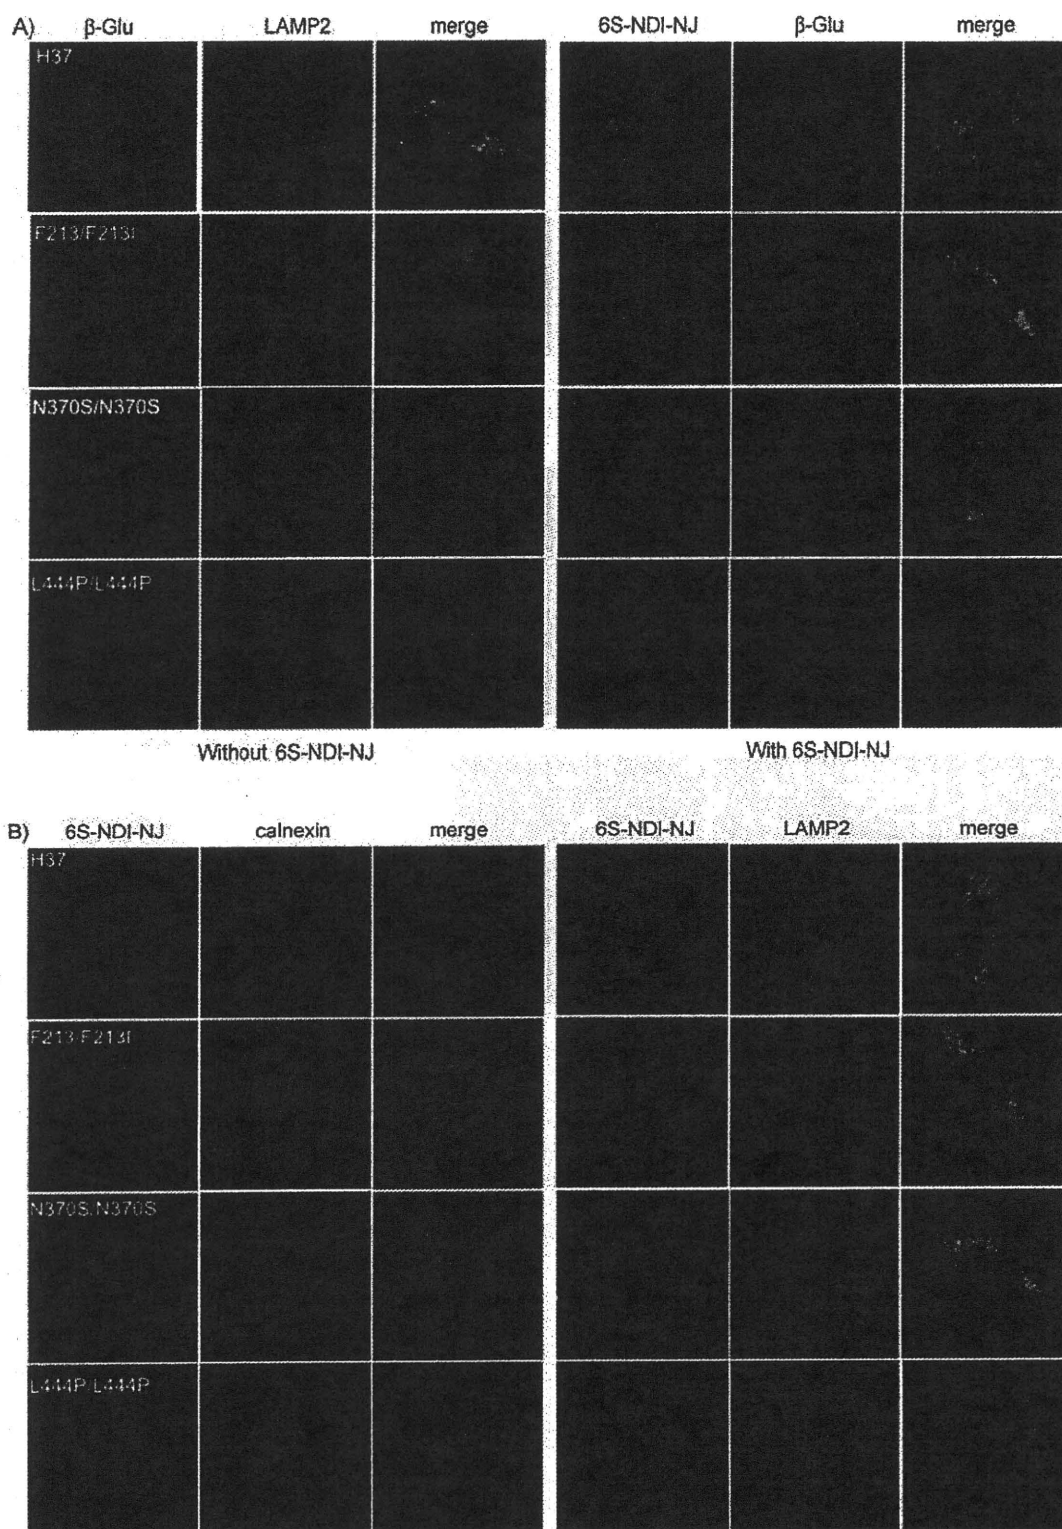 A) β-Glu LAMP2 merge 6S-NDI-NJ β-Glu merge
H37
F213/F213I
N370S/N370S
L444P/L444P
Without 6S-NDI-NJ With 6S-NDI-NJ
B) 6S-NDI-NJ calnexin merge 6S-NDI-NJ LAMP2 merge
H37
F213/F213I
N370S/N370S
L444P/L444P